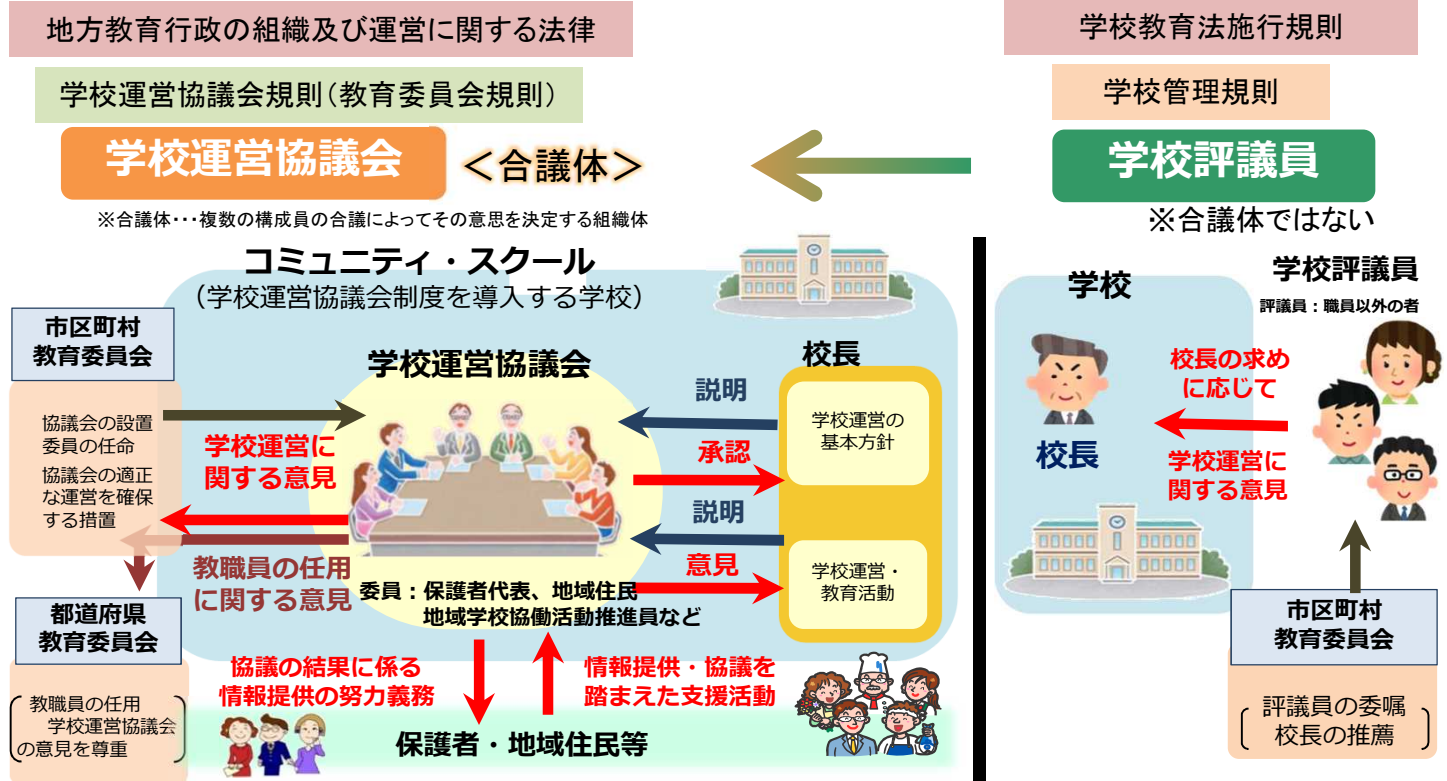 地方教育行政の組織及び運営に関する法律
学校運営協議会規則（教育委員会規則）
学校運営協議会
＜合議体＞
※合議体･･･複数の構成員の合議によってその意思を決定する組織体
コミュニティ・スクール
（学校運営協議会制度を導入する学校）
市区町村
教育委員会
協議会の設置
委員の任命
協議会の適正
な運営を確保
する措置
学校運営に
関する意見
教職員の任用
に関する意見
学校運営協議会
委員：保護者代表、地域住民
地域学校協働活動推進員など
校長
説明
承認
学校運営の
基本方針
説明
意見
学校運営・
教育活動
都道府県
教育委員会
教職員の任用
学校運営協議会
の意見を尊重
協議の結果に係る
情報提供の努力義務
情報提供・協議を
踏まえた支援活動
保護者・地域住民等
学校教育法施行規則
学校管理規則
学校評議員
※合議体ではない
学校
学校評議員
評議員：職員以外の者
校長の求め
に応じて
校長
学校運営に
関する意見
市区町村
教育委員会
評議員の委嘱
校長の推薦